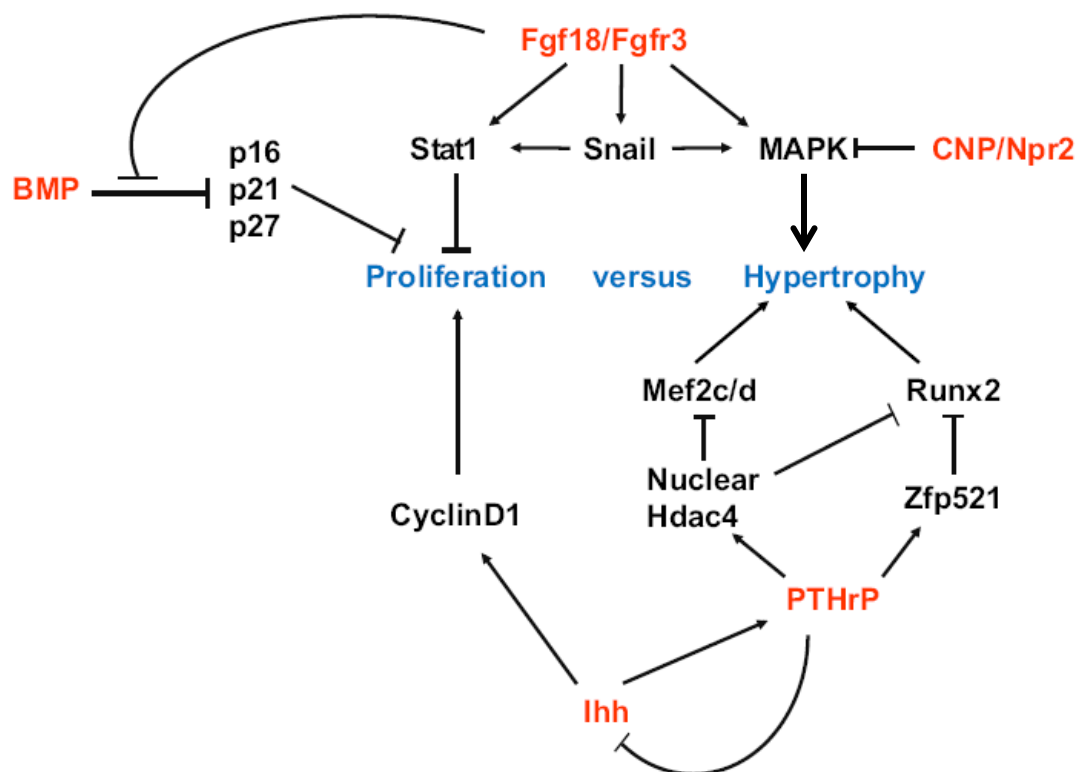 Fgf18/Fgfr3
Stat1
Snail
MAPK
CNP/Npr2
BMP
p16
p21
p27
Proliferation versus Hypertrophy
Mef2c/d
Runx2
Nuclear
Hdac4
Zfp521
CyclinD1
PTHrP
Ihh